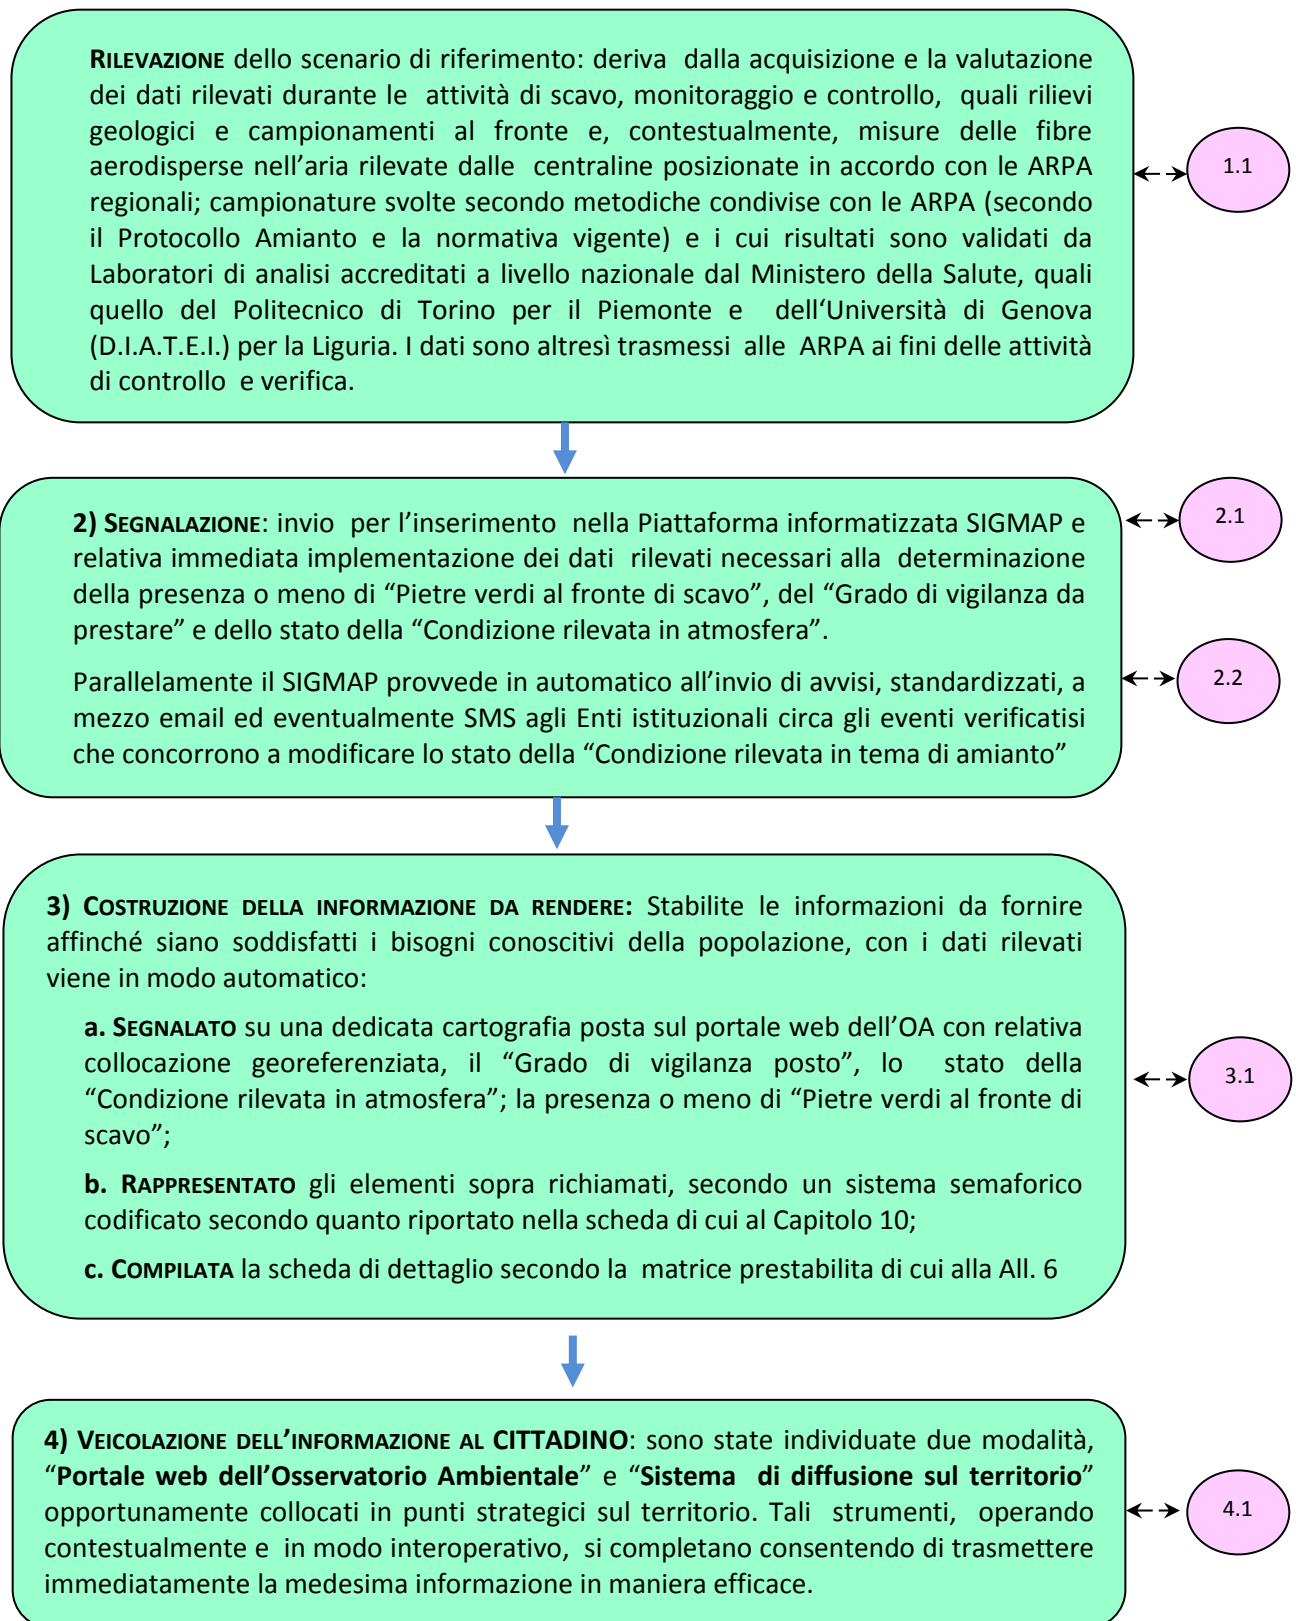 RILEVAZIONE dello scenario di riferimento: deriva dalla acquisizione e la valutazione
dei dati rilevati durante le attività di scavo, monitoraggio e controllo, quali rilievi
geologici e campionamenti al fronte e, contestualmente, misure delle fibre
aerodisperse nell’aria rilevate dalle centraline posizionate in accordo con le ARPA
regionali; campionature svolte secondo metodiche condivise con le ARPA (secondo
il Protocollo Amianto e la normativa vigente) e i cui risultati sono validati da
Laboratori di analisi accreditati a livello nazionale dal Ministero della Salute, quali
quello del Politecnico di Torino per il Piemonte e dell‘Università di Genova
(D.I.A.T.E.I.) per la Liguria. I dati sono altresì trasmessi alle ARPA ai fini delle attività
di controllo e verifica.
1.1
2) SEGNALAZIONE: invio per l’inserimento nella Piattaforma informatizzata SIGMAP e
relativa immediata implementazione dei dati rilevati necessari alla determinazione
della presenza o meno di “Pietre verdi al fronte di scavo”, del “Grado di vigilanza da
prestare” e dello stato della “Condizione rilevata in atmosfera”.
2.1
Parallelamente il SIGMAP provvede in automatico all’invio di avvisi, standardizzati, a
mezzo email ed eventualmente SMS agli Enti istituzionali circa gli eventi verificatisi
che concorrono a modificare lo stato della “Condizione rilevata in tema di amianto”
2.2
3) COSTRUZIONE DELLA INFORMAZIONE DA RENDERE: Stabilite le informazioni da fornire
affinché siano soddisfatti i bisogni conoscitivi della popolazione, con i dati rilevati
viene in modo automatico:
a. SEGNALATO su una dedicata cartografia posta sul portale web dell’OA con relativa
collocazione georeferenziata, il “Grado di vigilanza posto”, lo stato della
“Condizione rilevata in atmosfera”; la presenza o meno di “Pietre verdi al fronte di
scavo”;
b. RAPPRESENTATO gli elementi sopra richiamati, secondo un sistema semaforico
codificato secondo quanto riportato nella scheda di cui al Capitolo 10;
c. COMPILATA la scheda di dettaglio secondo la matrice prestabilita di cui alla All. 6
3.1
4) VEICOLAZIONE DELL’INFORMAZIONE AL CITTADINO: sono state individuate due modalità,
“Portale web dell’Osservatorio Ambientale” e “Sistema di diffusione sul territorio”
opportunamente collocati in punti strategici sul territorio. Tali strumenti, operando
contestualmente e in modo interoperativo, si completano consentendo di trasmettere
immediatamente la medesima informazione in maniera efficace.
4.1